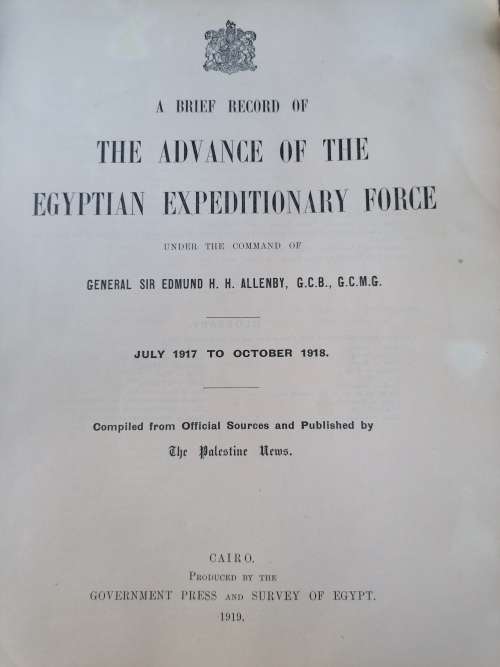 A BRIEF RECORD OF
THE ADVANCE OF THE
EGYPTIAN EXPEDITIONARY FORCE
UNDER THE COMMAND OF
GENERAL SIR EDMUND H. H. ALLENBY, G.C.B., G.C.M.G.
JULY 1917 TO OCTOBER 1918.
Compiled from Official Sources and Published by
The Palestine News.
CAIRO.
PRODUCED BY THE
GOVERNMENT PRESS AND SURVEY OF EGYPT.
1919.